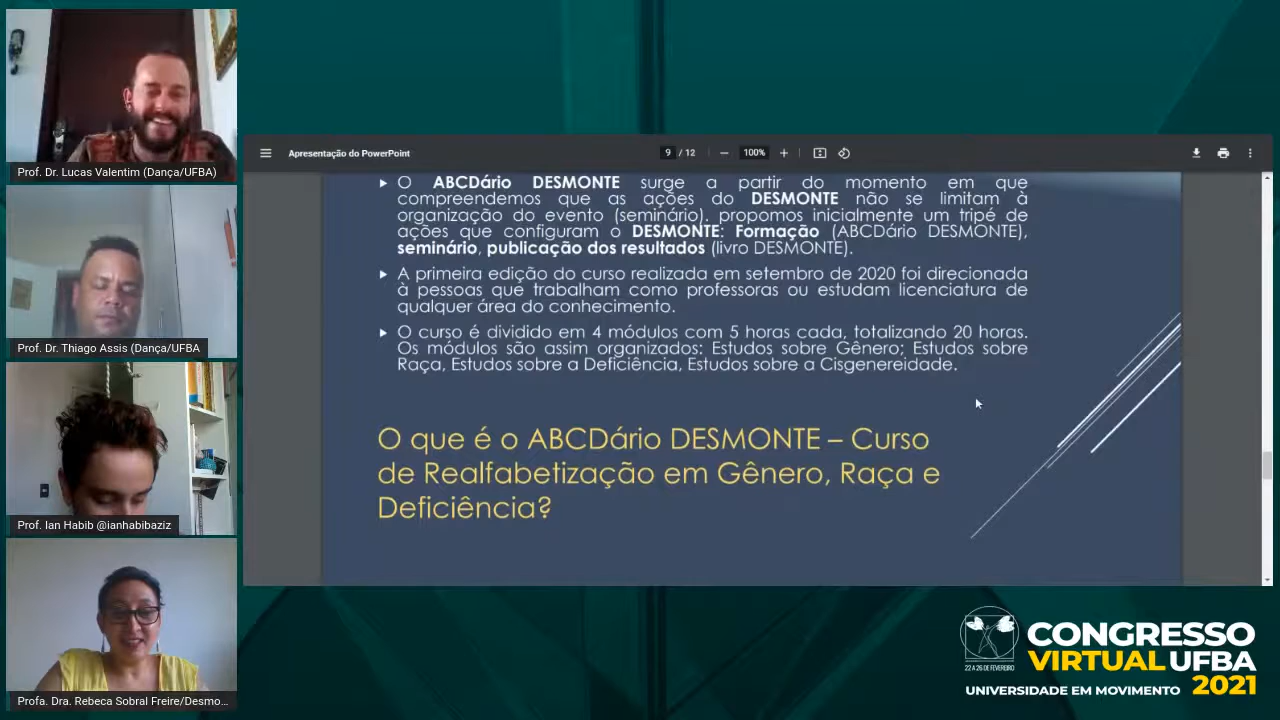 Prof. Dr. Lucas Valentim (Dança/UFBA)
Prof. Dr. Thiago Assis (Dança/UFBA
Prof. Ian Habib @ianhabibaziz
Profa. Dra. Rebeca Sobral Freire/Desmo...
Apresentação do PowerPoint
9 / 12
100%
O ABCDário DESMONTE surge a partir do momento em que
compreendemos que as ações do DESMONTE não se limitam à
organização do evento (seminário). propomos inicialmente um tripé de
ações que configuram o DESMONTE: Formação (ABCDário DESMONTE),
seminário, publicação dos resultados (livro DESMONTE).
A primeira edição do curso realizada em setembro de 2020 foi direcionada
à pessoas que trabalham como professoras ou estudam licenciatura de
qualquer área do conhecimento.
O curso é dividido em 4 módulos com 5 horas cada, totalizando 20 horas.
Os módulos são assim organizados: Estudos sobre Gênero; Estudos sobre
Raça, Estudos sobre a Deficiência, Estudos sobre a Cisgenereidade.
O que é o ABCDário DESMONTE – Curso
de Realfabetização em Gênero, Raça e
Deficiência?
22 A 26 DE FEVEREIRO
CONGRESSO
VIRTUAL UFBA
UNIVERSIDADE EM MOVIMENTO 2021